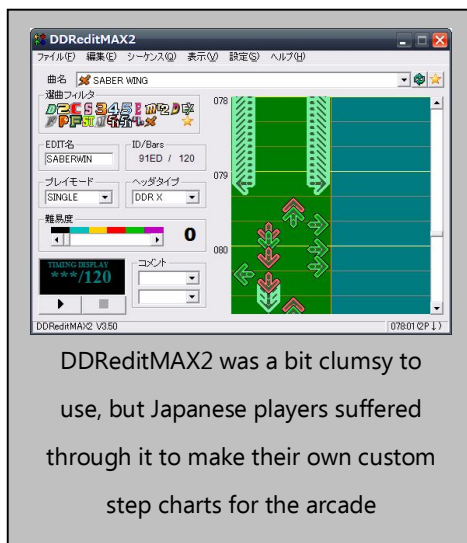 DDReditMAX2
ファイル(F) 編集(E) シーケンス(Q) 表示(V) 設定(S) ヘルプ(H)
曲名 SABER WING
選曲フィルタ
EDIT名
SABERWIN
ID/Bars
91ED / 120
プレイモード
SINGLE
ヘッダタイプ
DDR X
難易度
0
TIMING DISPLAY
***/120
コメント
078
079
080
DDReditMAX2 V3.50
078:01 (2P↓)
DDReditMAX2 was a bit clumsy to
use, but Japanese players suffered
through it to make their own custom
step charts for the arcade